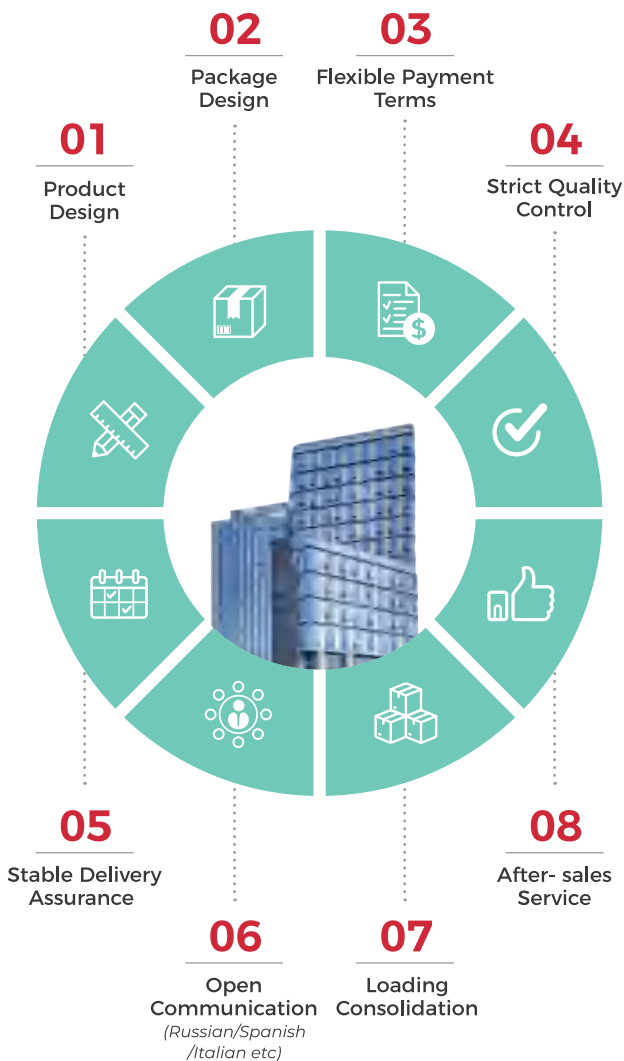 01
Product
Design
02
Package
Design
03
Flexible Payment
Terms
04
Strict Quality
Control
$
05
Stable Delivery
Assurance
06
Open
Communication
(Russian/Spanish
/Italian etc)
07
Loading
Consolidation
08
After- sales
Service